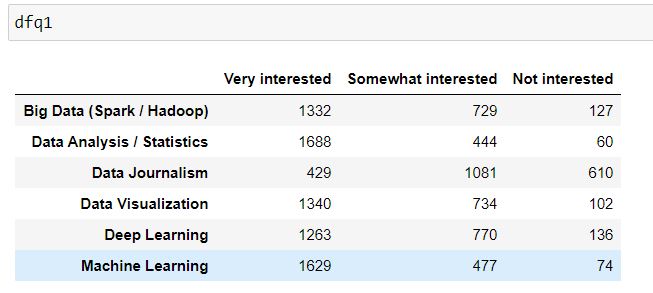 dfq1
Very interested Somewhat interested Not interested
Big Data (Spark / Hadoop) 1332 729 127
Data Analysis / Statistics 1688 444 60
Data Journalism 429 1081 610
Data Visualization 1340 734 102
Deep Learning 1263 770 136
Machine Learning 1629 477 74